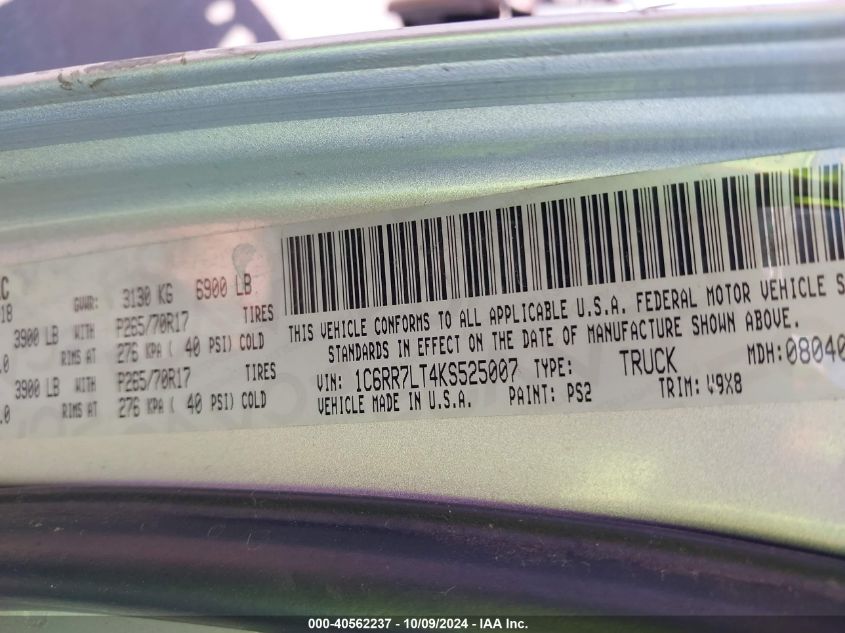 C
18
GVWR: 3130 KG 6900 LB
3900 LB WITH P265/70R17 TIRES
.0 RIMS AT 276 KPA ( 40 PSI) COLD
3900 LB WITH P265/70R17 TIRES
.0 RIMS AT 276 KPA ( 40 PSI) COLD
THIS VEHICLE CONFORMS TO ALL APPLICABLE U.S.A. FEDERAL MOTOR VEHICLE S
STANDARDS IN EFFECT ON THE DATE OF MANUFACTURE SHOWN ABOVE.
VIN: 1C6RR7LT4KS525007 TYPE: TRUCK MDH:08040
VEHICLE MADE IN U.S.A. PAINT: PS2 TRIM: V9X8
000-40562237 - 10/09/2024 - IAA Inc.